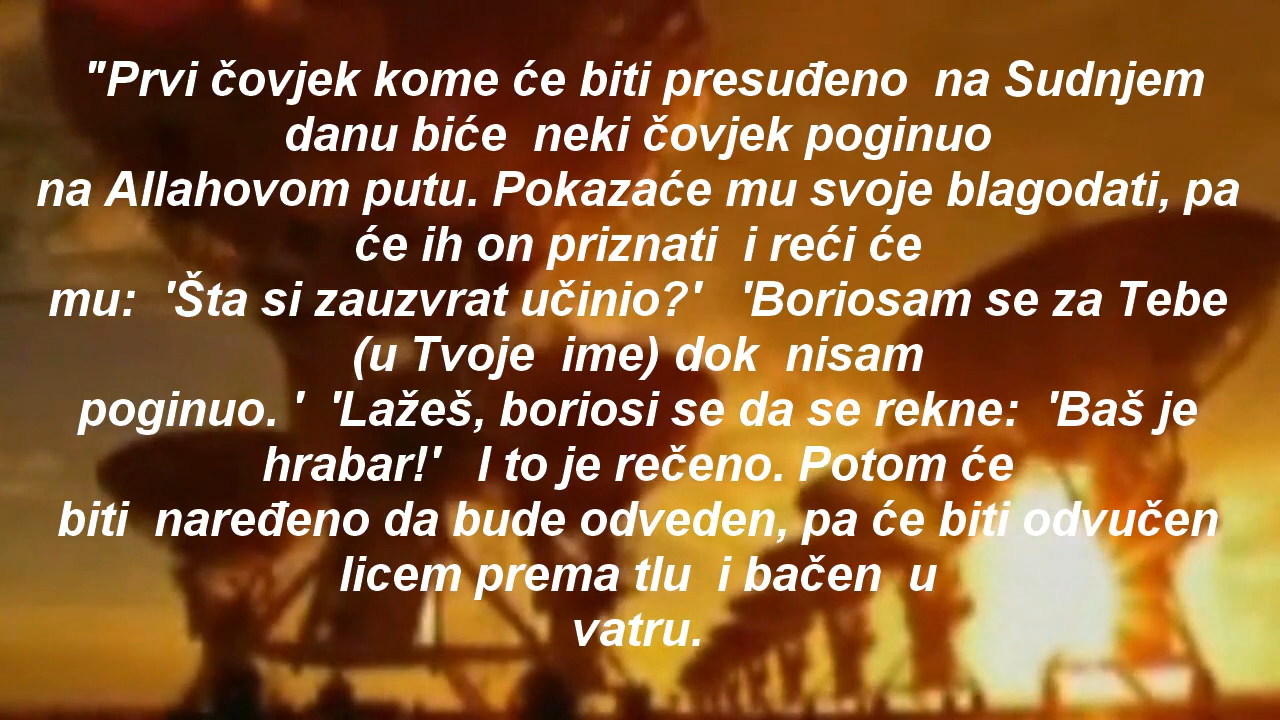 "Prvi čovjek kome će biti presuđeno  na Sudnjem
danu biće  neki čovjek poginuo
na Allahovom putu. Pokazaće mu svoje blagodati, pa
će ih on priznati  i reći će
mu:  'Šta si zauzvrat učinio?'   'Boriosam se za Tebe
(u Tvoje  ime) dok  nisam
poginuo. '  'Lažeš, boriosi se da se rekne:  'Baš je
hrabar!'   I to je rečeno. Potom će
biti  naređeno da bude odveden, pa će biti odvučen
licem prema tlu  i bačen  u
vatru.